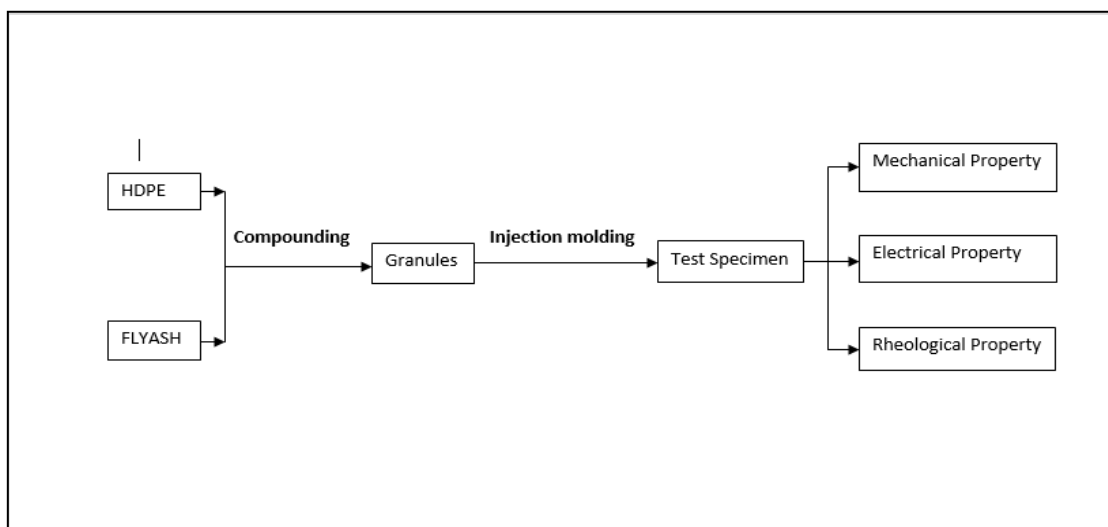 HDPE
FLYASH
Compounding
Granules
Injection molding
Test Specimen
Mechanical Property
Electrical Property
Rheological Property